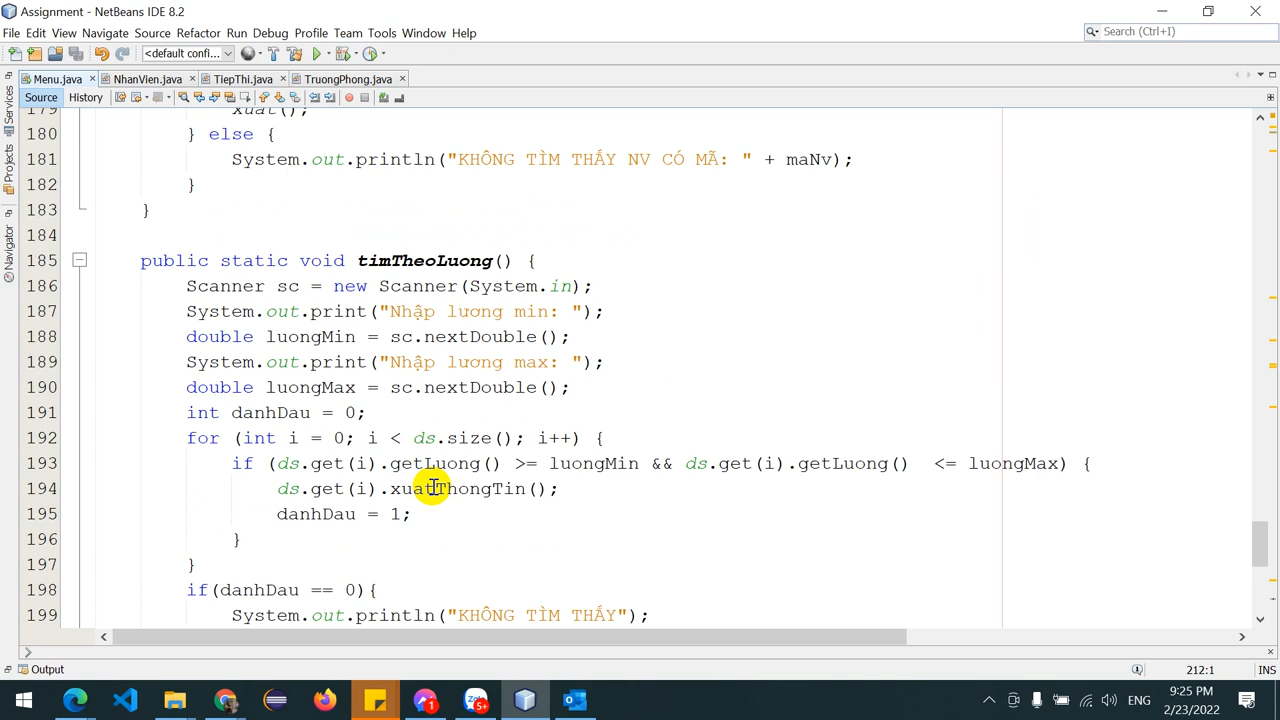 Assignment - NetBeans IDE 8.2
File Edit View Navigate Source Refactor Run Debug Profile Team Tools Window Help
Search (Ctrl+I)
<default confi...
Menu.java NhanVien.java TiepThi.java TruongPhong.java
Source History
Services
Projects
Navigator
179 xuat();
180 } else {
181 System.out.println("KHÔNG TÌM THẤY NV CÓ MÃ: " + maNv);
182 }
183 }
184
185 public static void timTheoLuong() {
186 Scanner sc = new Scanner(System.in);
187 System.out.print("Nhập lương min: ");
188 double luongMin = sc.nextDouble();
189 System.out.print("Nhập lương max: ");
190 double luongMax = sc.nextDouble();
191 int danhDau = 0;
192 for (int i = 0; i < ds.size(); i++) {
193 if (ds.get(i).getLuong() >= luongMin && ds.get(i).getLuong()  <= luongMax) {
194 ds.get(i).xuatThongTin();
195 danhDau = 1;
196 }
197 }
198 if(danhDau == 0){
199 System.out.println("KHÔNG TÌM THẤY");
Output
212:1 INS
1
5+
ENG
9:25 PM
2/23/2022